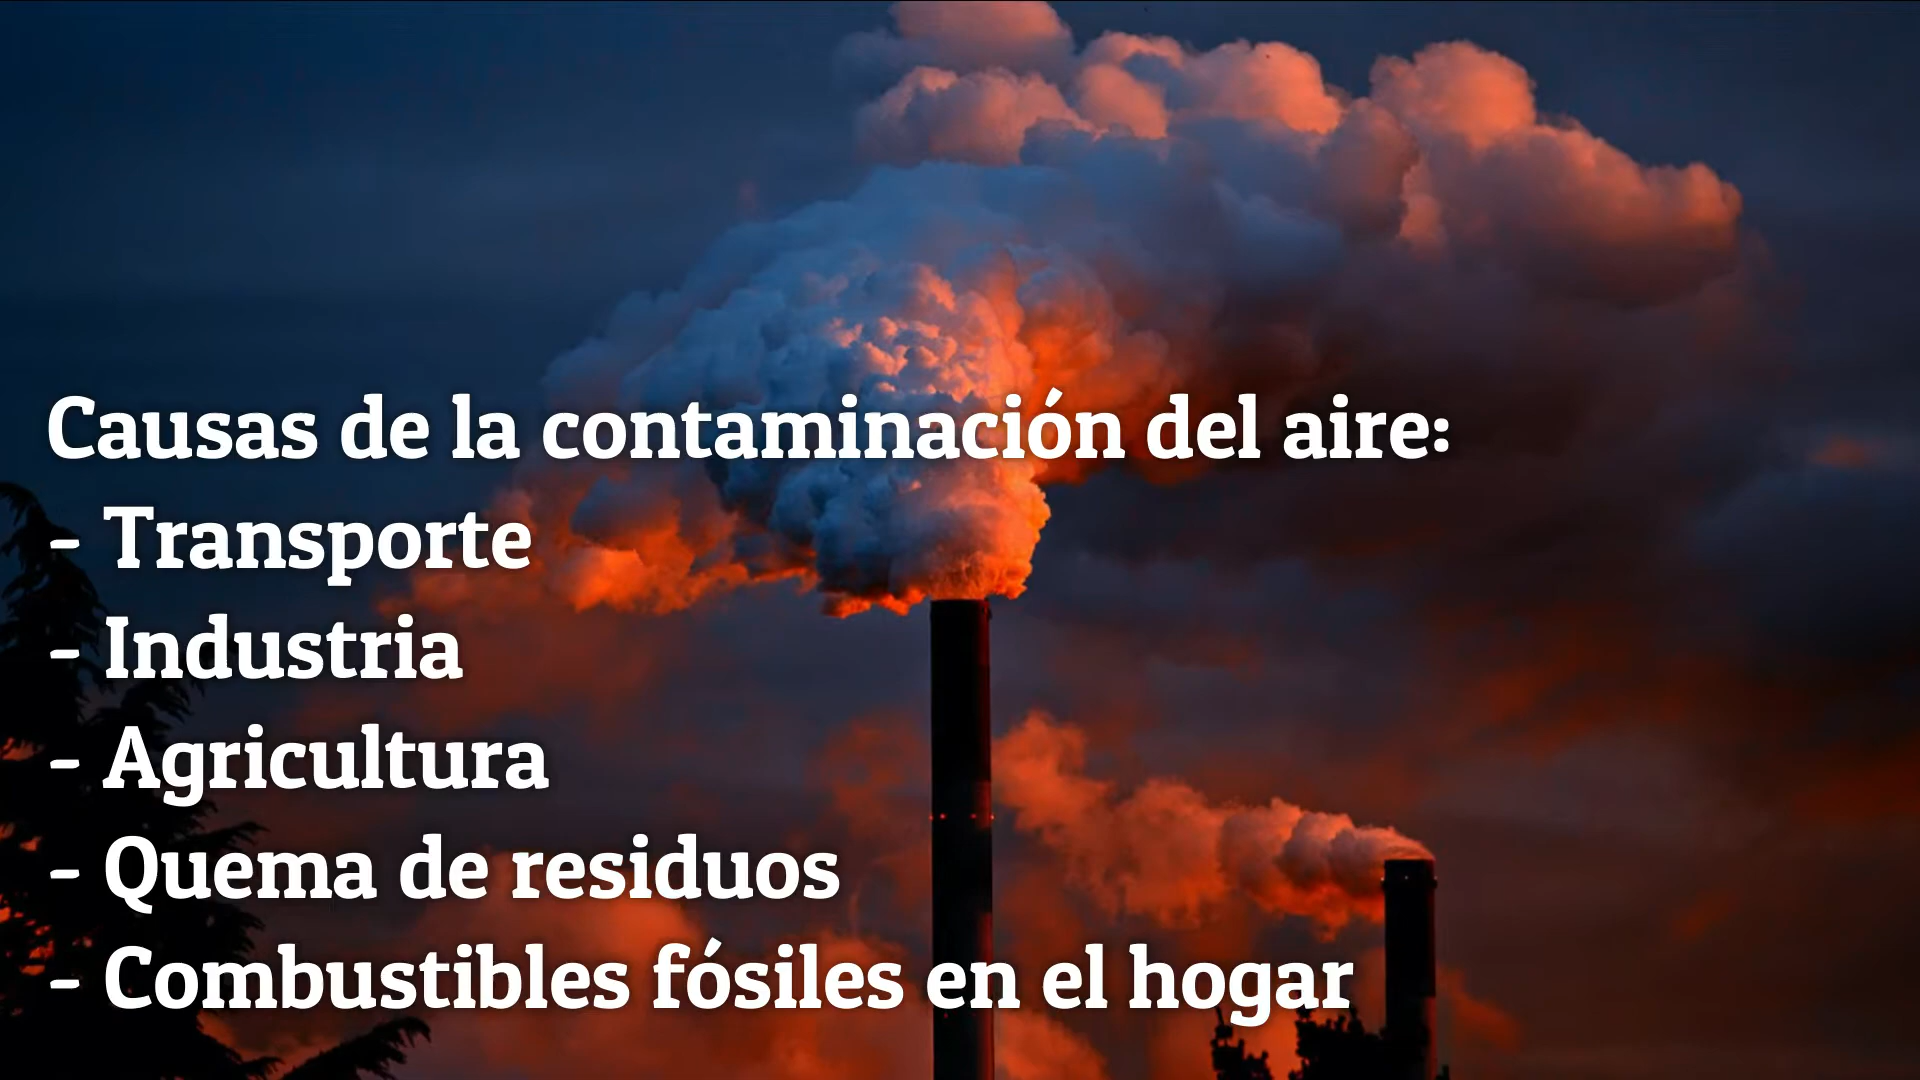 Causas de la contaminación del aire:
- Transporte
- Industria
- Agricultura
- Quema de residuos
- Combustibles fósiles en el hogar